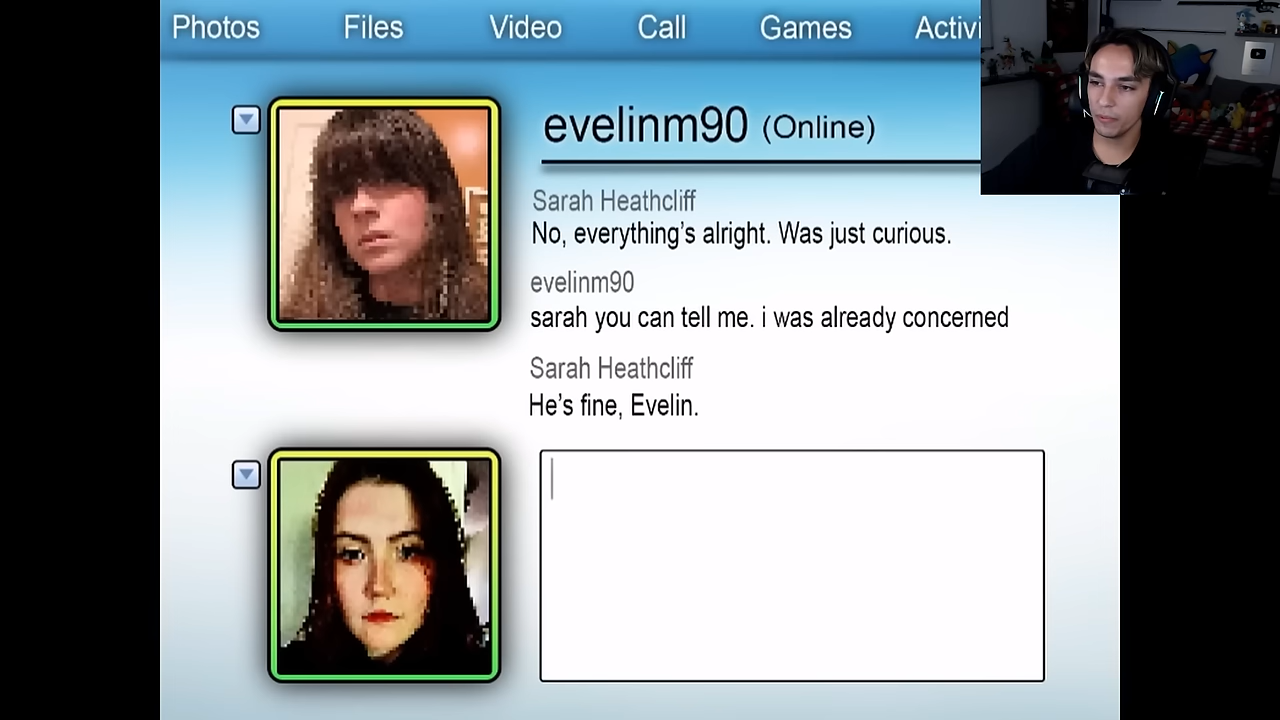 Photos Files Video Call Games Activi
evelinm90 (Online)
Sarah Heathcliff
No, everything's alright. Was just curious.
evelinm90
sarah you can tell me. i was already concerned
Sarah Heathcliff
He's fine, Evelin.